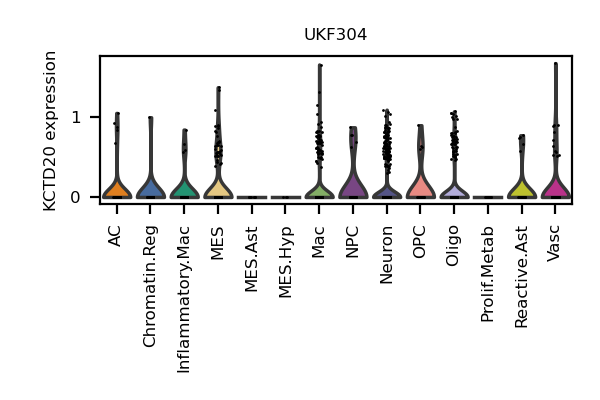 UKF304
KCTD20 expression
1
0
AC
Chromatin.Reg
Inflammatory.Mac
MES
MES.Ast
MES.Hyp
Mac
NPC
Neuron
OPC
Oligo
Prolif.Metab
Reactive.Ast
Vasc